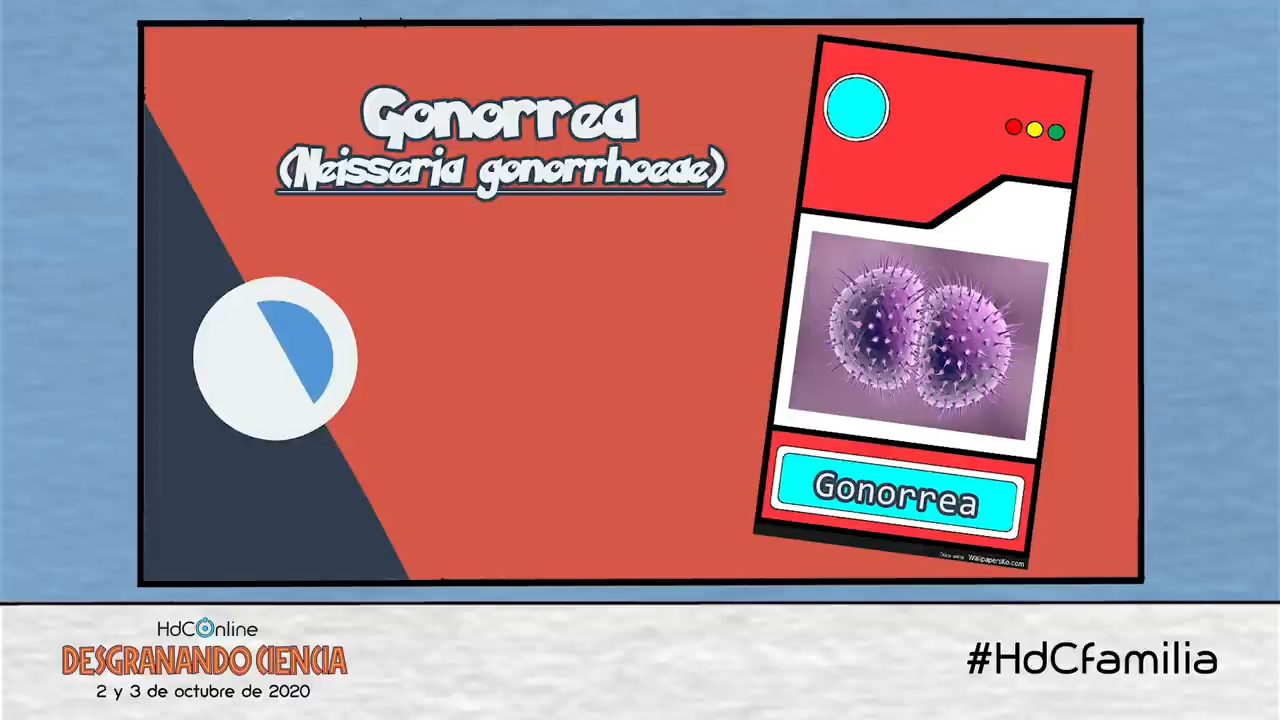 Gonorrea
(Neisseria gonorrhoeae)
Gonorrea
WallpapersKo.com
HdCOnline
DESGRANANDO CIENCIA
2 y 3 de octubre de 2020
#HdCfamilia